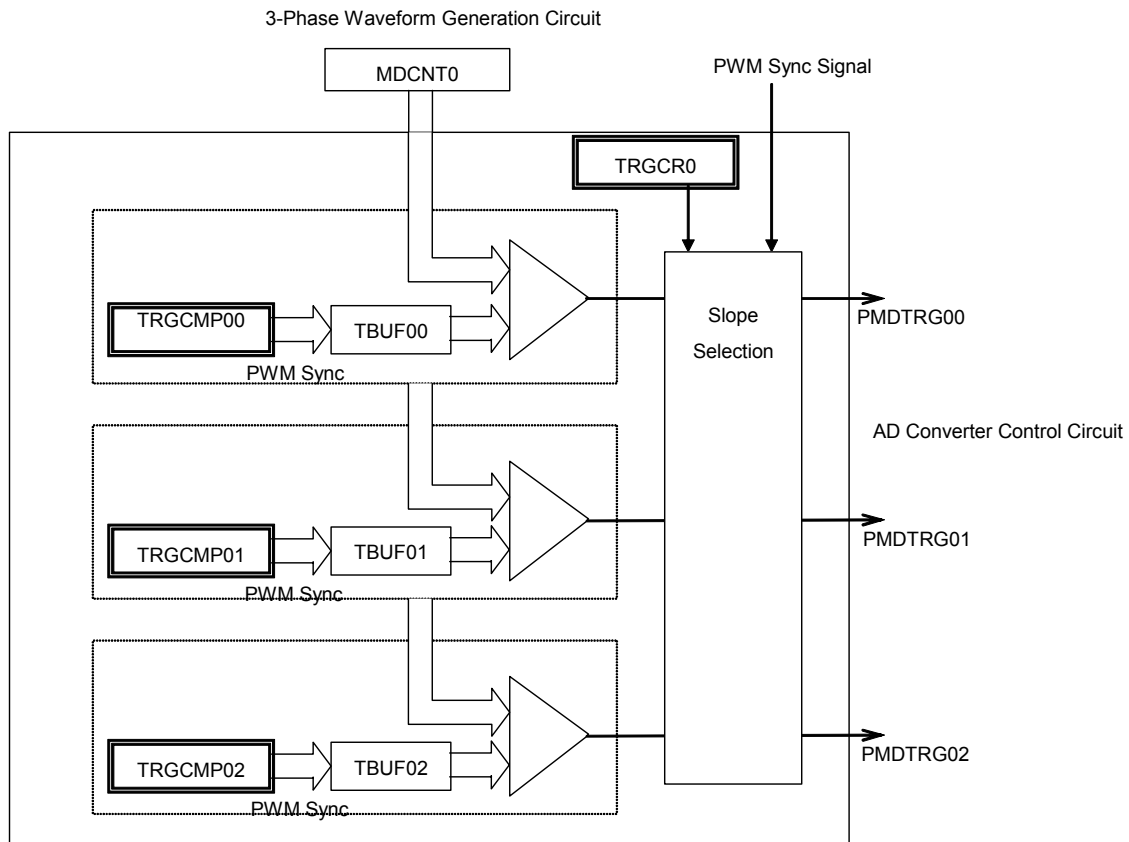 3-Phase Waveform Generation Circuit
MDCNT0
PWM Sync Signal
TRGCR0
TRGCMP00
TBUF00
PWM Sync
Slope
Selection
PMDTRG00
AD Converter Control Circuit
TRGCMP01
TBUF01
PWM Sync
PMDTRG01
TRGCMP02
TBUF02
PWM Sync
PMDTRG02